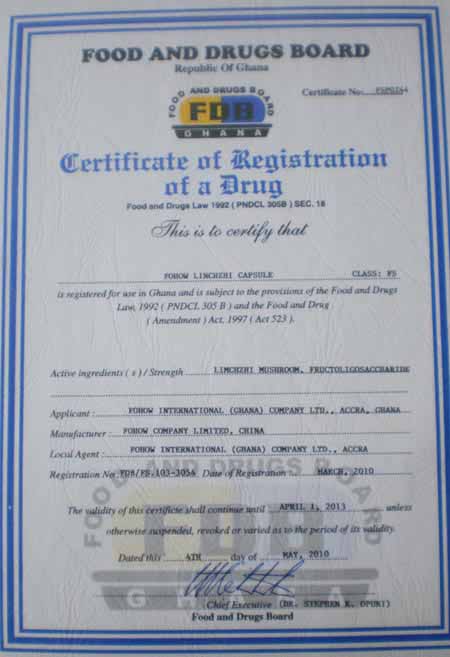 FOOD AND DRUGS BOARD
Republic Of Ghana
Certificate No:
FOOD AND DRUGS BOARD
FDB
GHANA
Certificate of Registration
of a Drug
Food and Drugs Law 1992 ( PNDCL 305B ) SEC. 18
This is to certify that
FOHOW LINCHZHI CAPSULE CLASS: FS
is registered for use in Ghana and is subject to the provisions of the Food and Drugs
Law, 1992 ( PNDCL 305 B ) and the Food and Drug
( Amendment ) Act, 1997 ( Act 523 ).
Active ingredients ( s ) / Strength LINCHZHI MUSHROOM, FRUCTOLIGOSACCHARIDE
Applicant : FOHOW INTERNATIONAL (GHANA) COMPANY LTD., ACCRA, GHANA
Manufacturer : FOHOW COMPANY LIMITED, CHINA
Local Agent : FOHOW INTERNATIONAL (GHANA) COMPANY LTD., ACCRA
Registration No. FDB/FS.103-3054 Date of Registration : MARCH, 2010
The validity of this certificte shall continue until APRIL 1, 2013 unless
otherwise suspended, revoked or varied as to the period of its validity.
Dated this 4TH day of MAY, 2010
Chief Executive (DR. STEPHEN K. OPUNI)
Food and Drugs Board
FOOD AND DRUGS BOARD
FDB
GHANA